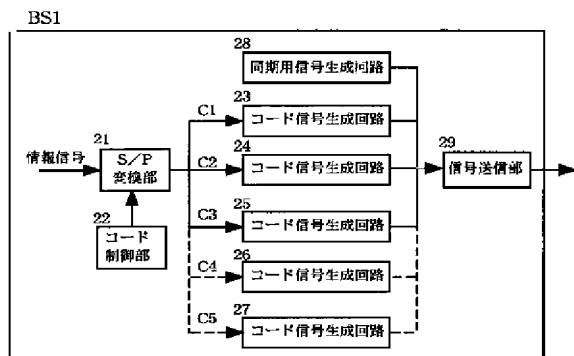 BS1
28
同期用信号生成回路
23
C1
コード信号生成回路
21
情報信号
S/P
変換部
24
C2
コード信号生成回路
29
信号送信部
22
コード
制御部
25
C3
コード信号生成回路
26
C4
コード信号生成回路
27
C5
コード信号生成回路